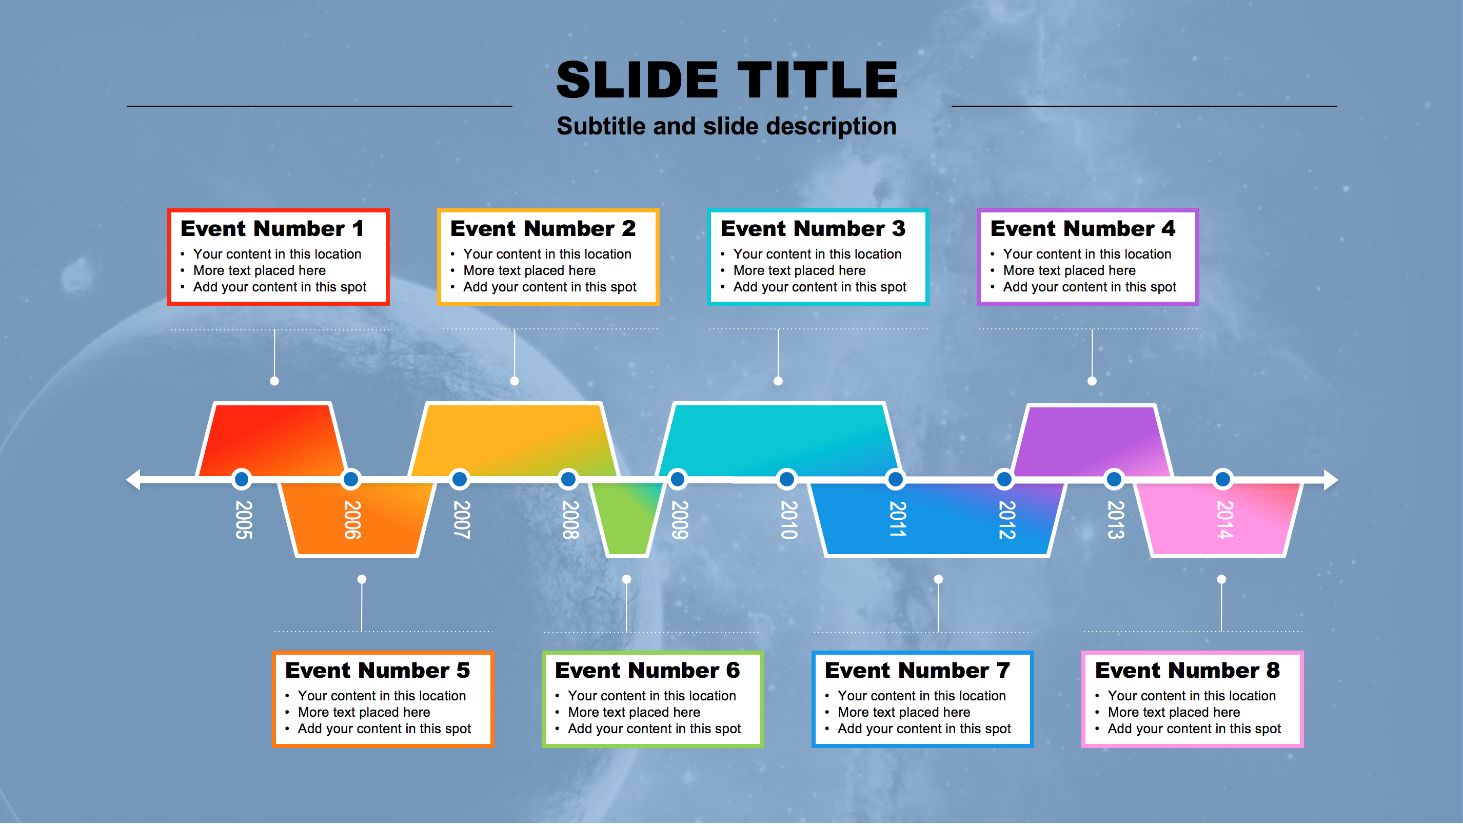 SLIDE TITLE
Subtitle and slide description
Event Number 1
• Your content in this location
• More text placed here
• Add your content in this spot
Event Number 2
• Your content in this location
• More text placed here
• Add your content in this spot
Event Number 3
• Your content in this location
• More text placed here
• Add your content in this spot
Event Number 4
• Your content in this location
• More text placed here
• Add your content in this spot
2005
2006
2007
2008
2009
2010
2011
2012
2013
2014
Event Number 5
• Your content in this location
• More text placed here
• Add your content in this spot
Event Number 6
• Your content in this location
• More text placed here
• Add your content in this spot
Event Number 7
• Your content in this location
• More text placed here
• Add your content in this spot
Event Number 8
• Your content in this location
• More text placed here
• Add your content in this spot